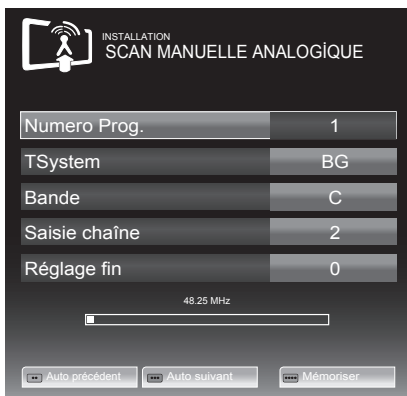 INSTALLATION
SCAN MANUELLE ANALOGİQUE
Numero Prog. 1
TSystem BG
Bande C
Saisie chaîne 2
Réglage fin 0
48.25 MHz
Auto précédent Auto suivant Mémoriser